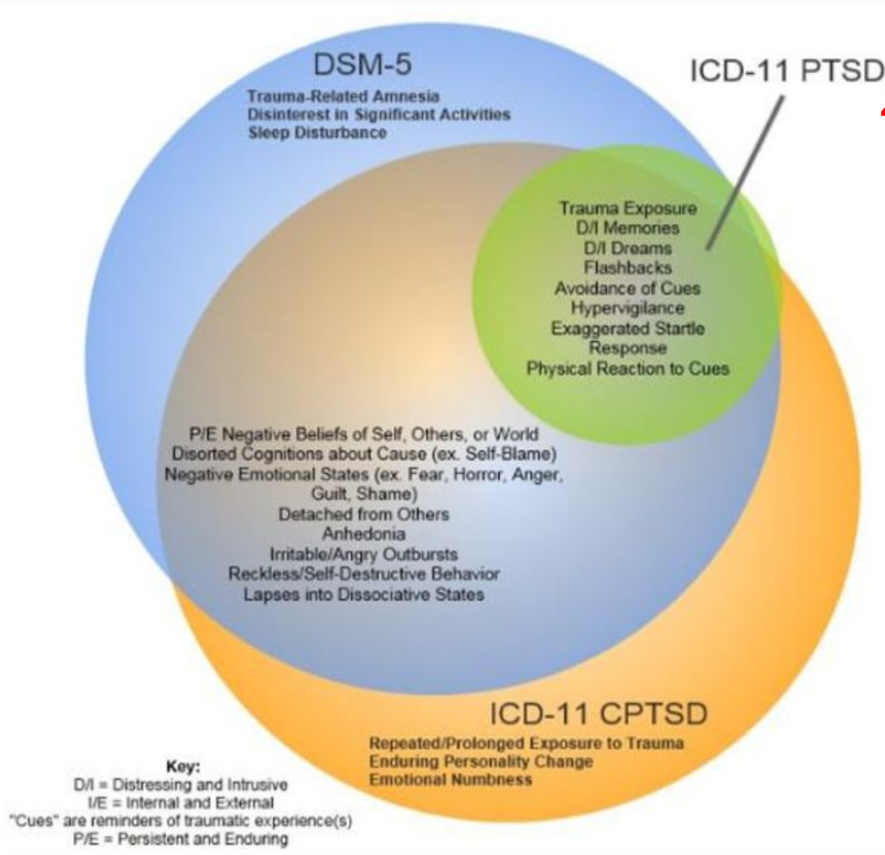 DSM-5
Trauma-Related Amnesia
Disinterest in Significant Activities
Sleep Disturbance
ICD-11 PTSD
Trauma Exposure
D/I Memories
D/I Dreams
Flashbacks
Avoidance of Cues
Hypervigilance
Exaggerated Startle
Response
Physical Reaction to Cues
P/E Negative Beliefs of Self, Others, or World
Disorted Cognitions about Cause (ex. Self-Blame)
Negative Emotional States (ex. Fear, Horror, Anger,
Guilt, Shame)
Detached from Others
Anhedonia
Irritable/Angry Outbursts
Reckless/Self-Destructive Behavior
Lapses into Dissociative States
ICD-11 CPTSD
Repeated/Prolonged Exposure to Trauma
Enduring Personality Change
Emotional Numbness
Key:
D/I = Distressing and Intrusive
I/E = Internal and External
"Cues" are reminders of traumatic experience(s)
P/E = Persistent and Enduring